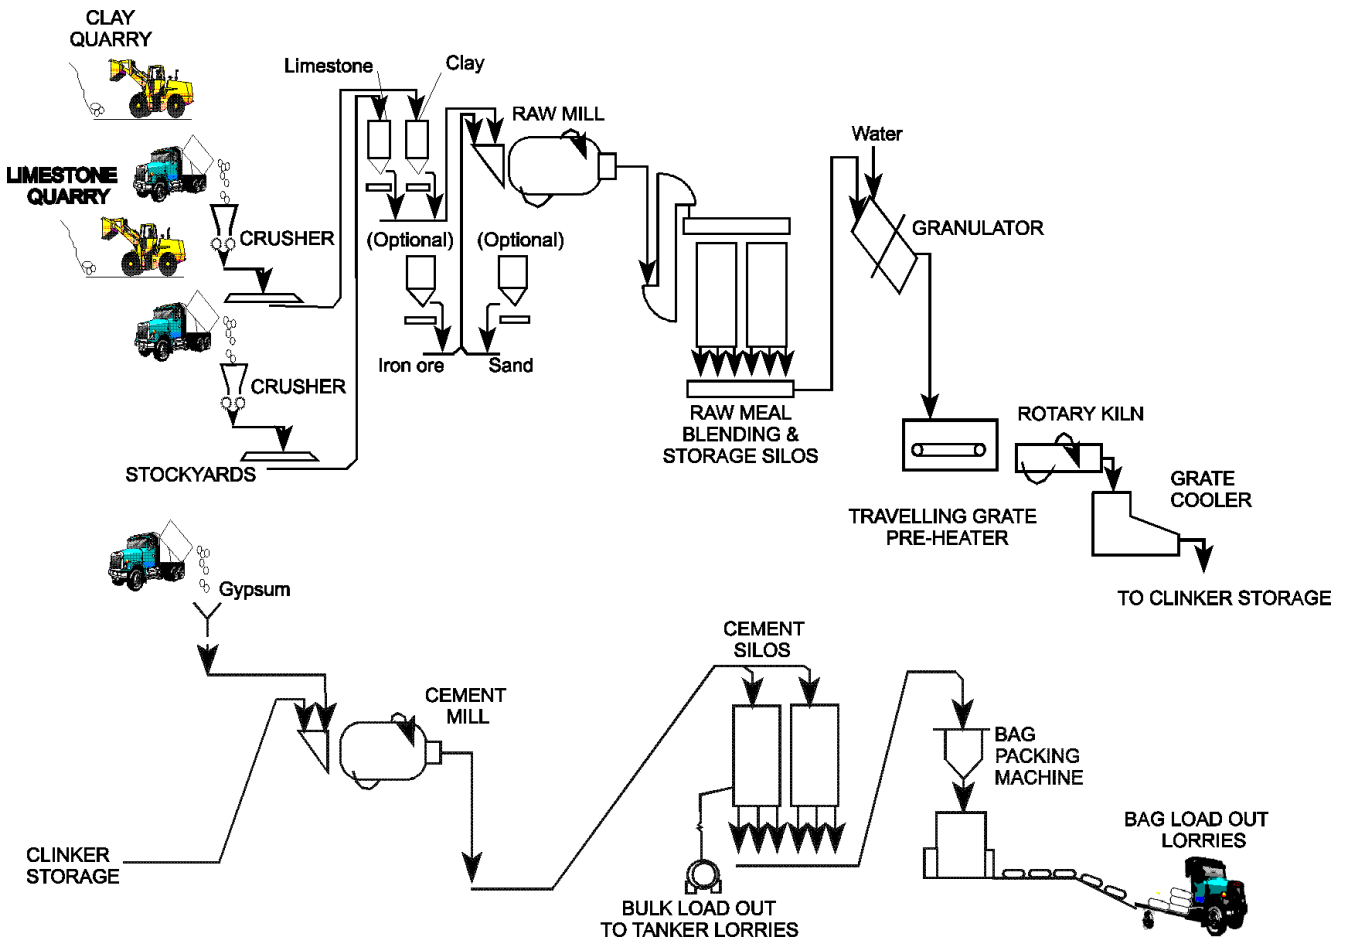 CLAY
QUARRY
Limestone
Clay
RAW MILL
Water
LIMESTONE
QUARRY
CRUSHER
(Optional)
(Optional)
GRANULATOR
Iron ore
Sand
CRUSHER
RAW MEAL
BLENDING &
STORAGE SILOS
ROTARY KILN
STOCKYARDS
GRATE
COOLER
TRAVELLING GRATE
PRE-HEATER
Gypsum
TO CLINKER STORAGE
CEMENT
SILOS
CEMENT
MILL
BAG
PACKING
MACHINE
BAG LOAD OUT
LORRIES
CLINKER
STORAGE
BULK LOAD OUT
TO TANKER LORRIES